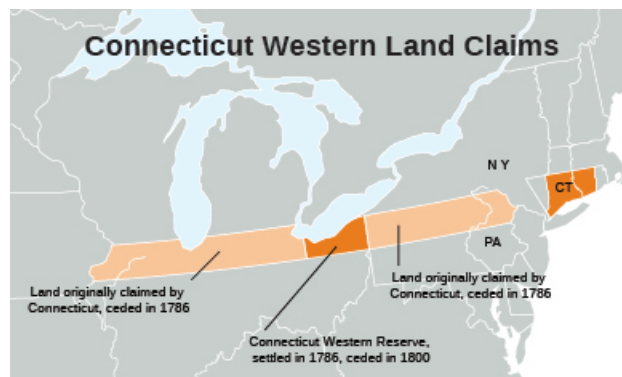 Connecticut Western Land Claims
N Y
CT
PA
Land originally claimed by
Connecticut, ceded in 1786
Land originally claimed by
Connecticut, ceded in 1786
Connecticut Western Reserve,
settled in 1786, ceded in 1800